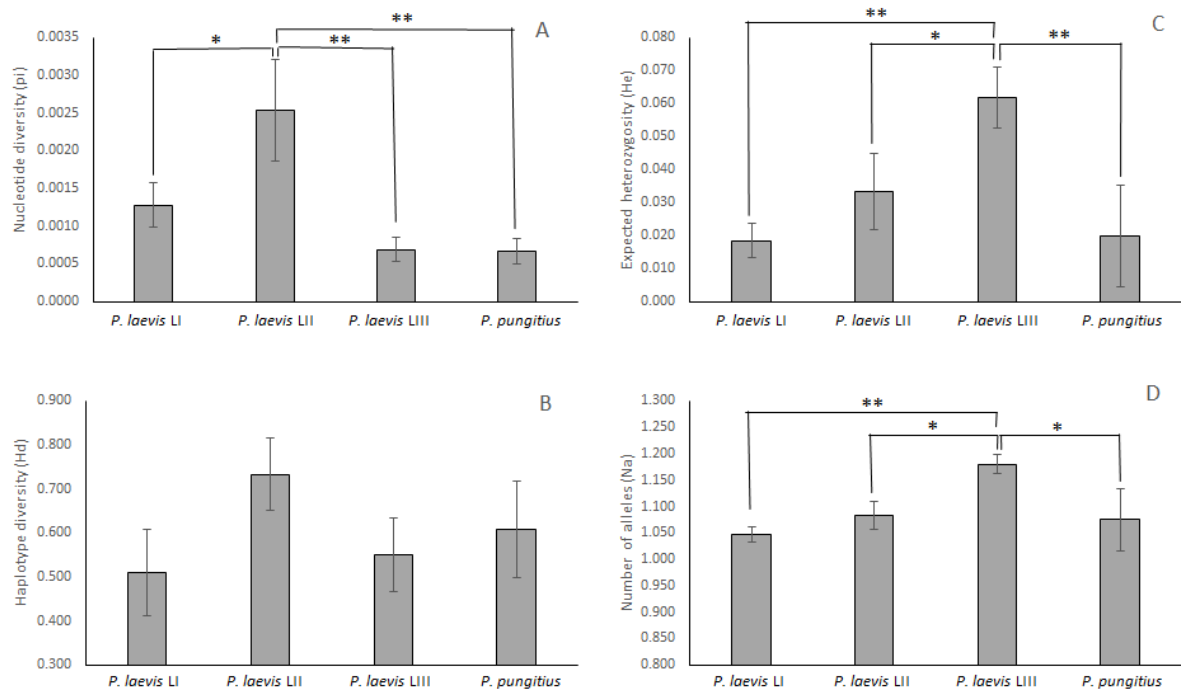 A
Nucleotide diversity (pi)
0.0035
0.0030
0.0025
0.0020
0.0015
0.0010
0.0005
0.0000
*
**
**
P. laevis LI
P. laevis LII
P. laevis LIII
P. pungitius
C
Expected heterozygosity (He)
0.080
0.070
0.060
0.050
0.040
0.030
0.020
0.010
0.000
**
*
**
P. laevis LI
P. laevis LII
P. laevis LIII
P. pungitius
B
Haplotype diversity (Hd)
0.900
0.800
0.700
0.600
0.500
0.400
0.300
P. laevis LI
P. laevis LII
P. laevis LIII
P. pungitius
D
Number of alleles (Na)
1.300
1.250
1.200
1.150
1.100
1.050
1.000
0.950
0.900
0.850
0.800
**
*
*
P. laevis LI
P. laevis LII
P. laevis LIII
P. pungitius